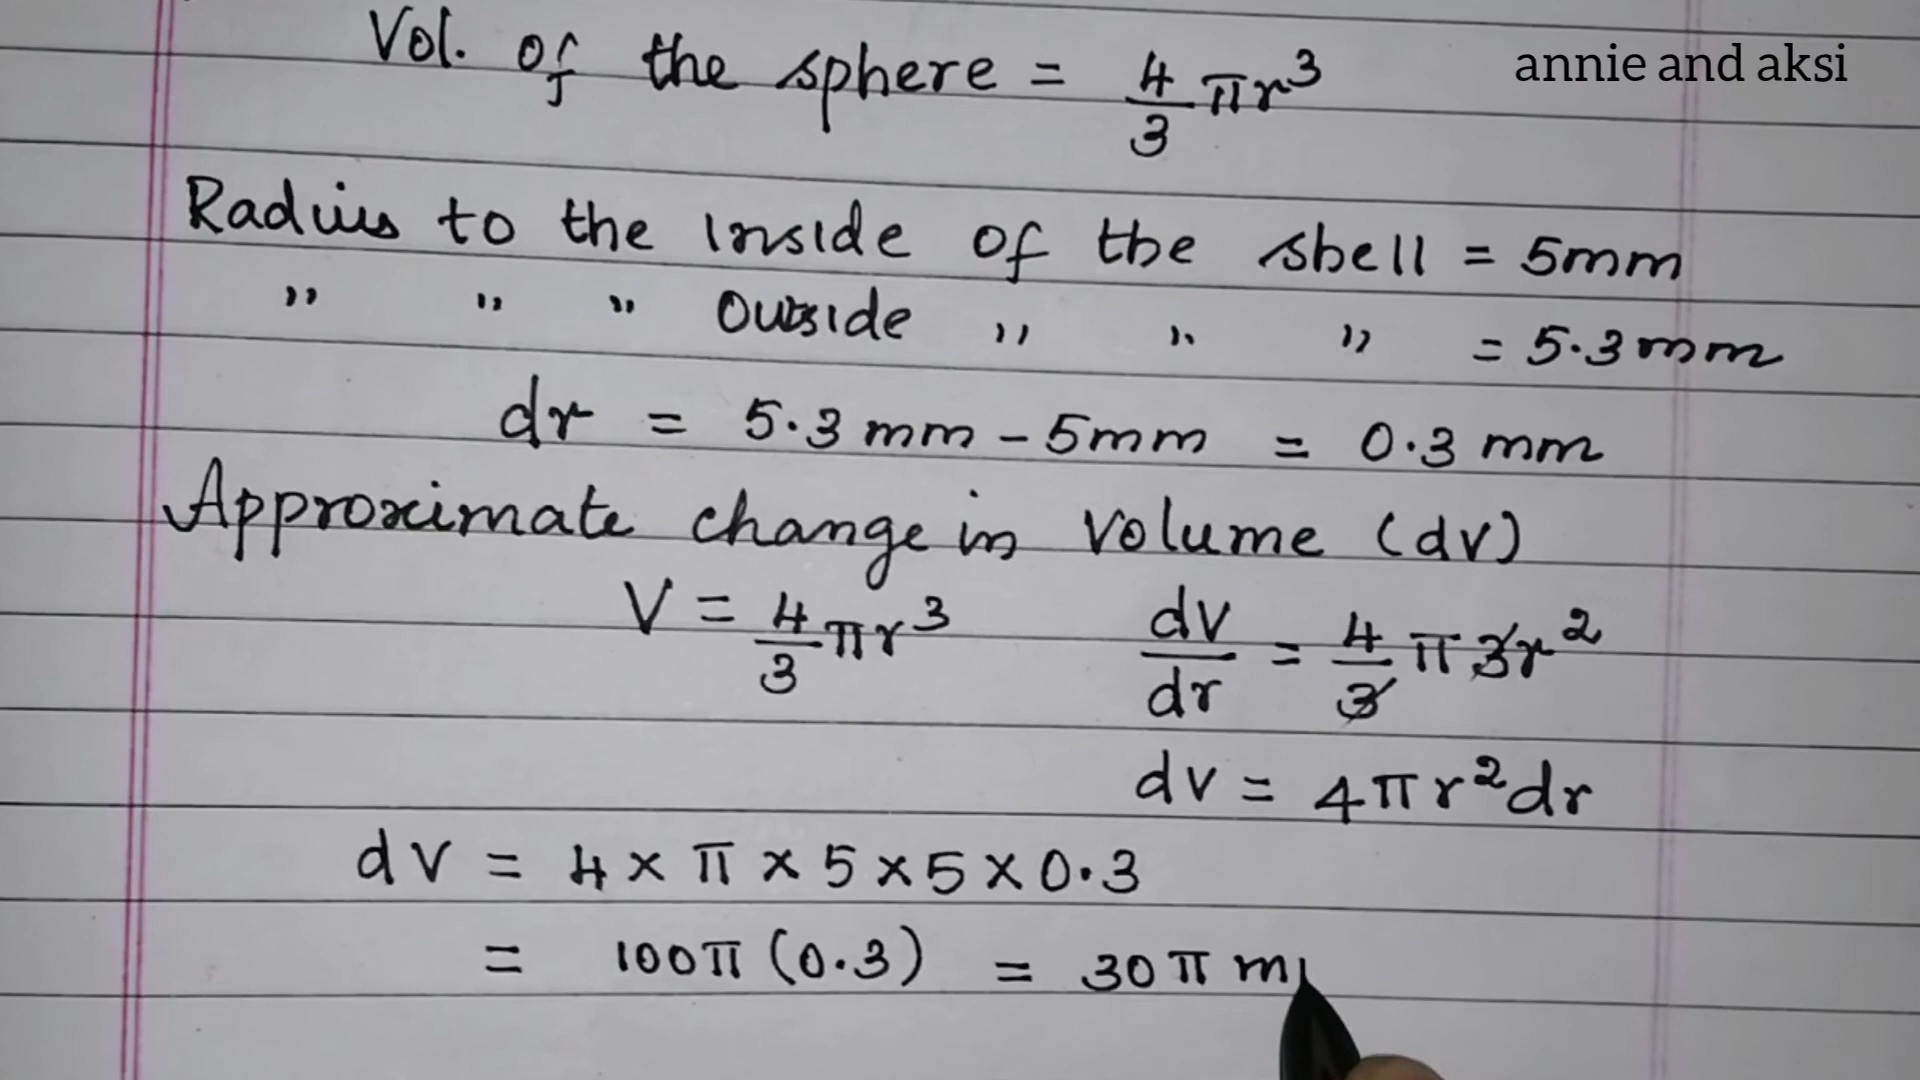 Vol. of the sphere = 4/3 πr³
annie and aksi
Radius to the inside of the shell = 5mm
" " " Outside " " " = 5.3mm
dr = 5.3mm - 5mm = 0.3 mm
Approximate change in Volume (dv)
V = 4/3 πr³ dv/dr = 4/3 π 3r²
dv = 4πr²dr
dv = 4 × π × 5 × 5 × 0.3
= 100π (0.3) = 30π m